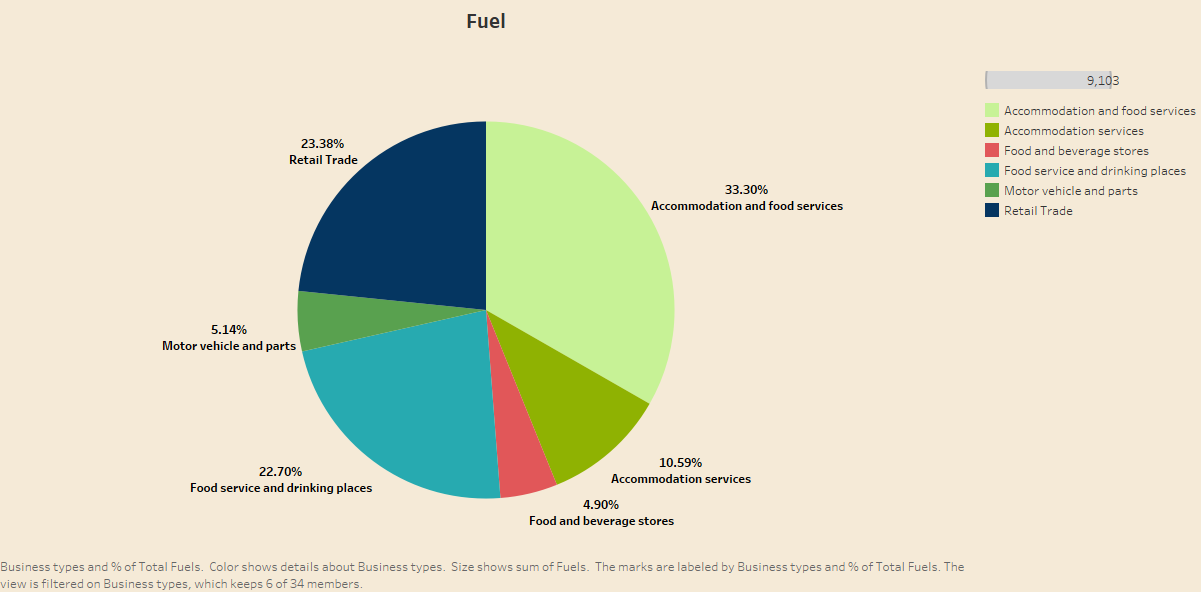 Fuel
9,103
Accommodation and food services
Accommodation services
Food and beverage stores
Food service and drinking places
Motor vehicle and parts
Retail Trade
23.38%
Retail Trade
33.30%
Accommodation and food services
5.14%
Motor vehicle and parts
22.70%
Food service and drinking places
10.59%
Accommodation services
4.90%
Food and beverage stores
Business types and % of Total Fuels. Color shows details about Business types. Size shows sum of Fuels. The marks are labeled by Business types and % of Total Fuels. The
view is filtered on Business types, which keeps 6 of 34 members.